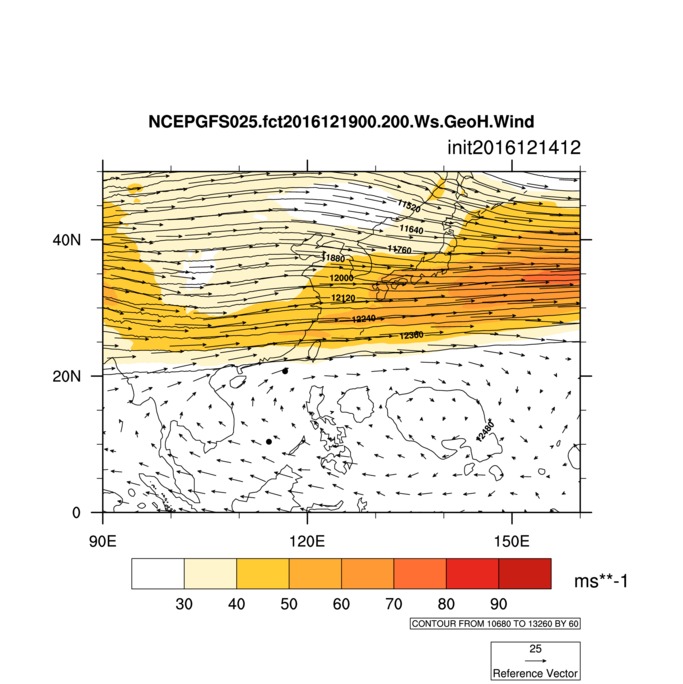 NCEPGFS025.fct2016121900.200.Ws.GeoH.Wind
init2016121412
11520
11640
40N
11760
11880
12000
12120
12240
12360
20N
12480
0
90E 120E 150E
ms**-1
30 40 50 60 70 80 90
CONTOUR FROM 10680 TO 13260 BY 60
25
Reference Vector